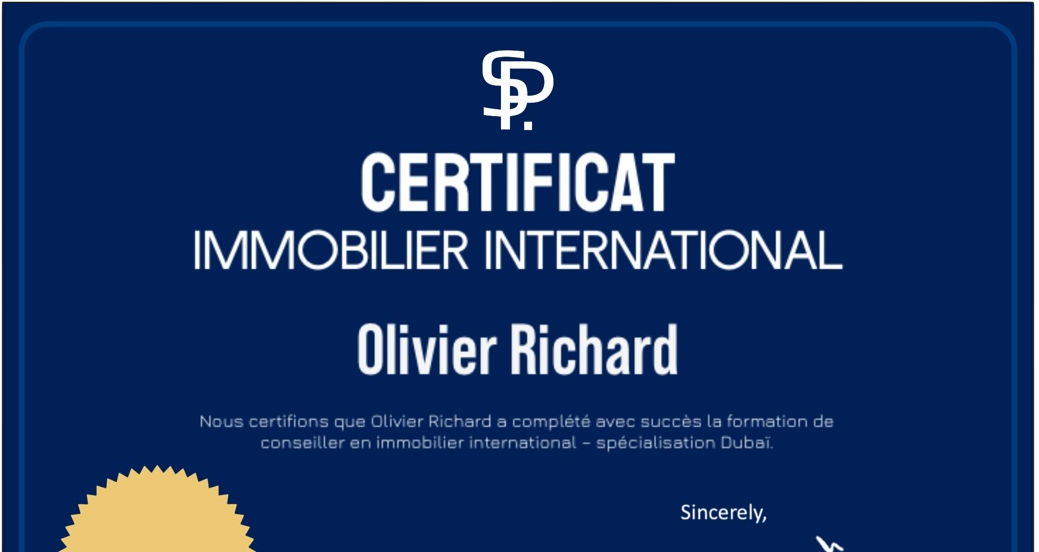 SP.
CERTIFICAT
IMMOBILIER INTERNATIONAL
Olivier Richard
Nous certifions que Olivier Richard a complété avec succès la formation de
conseiller en immobilier international – spécialisation Dubaï.
Sincerely,